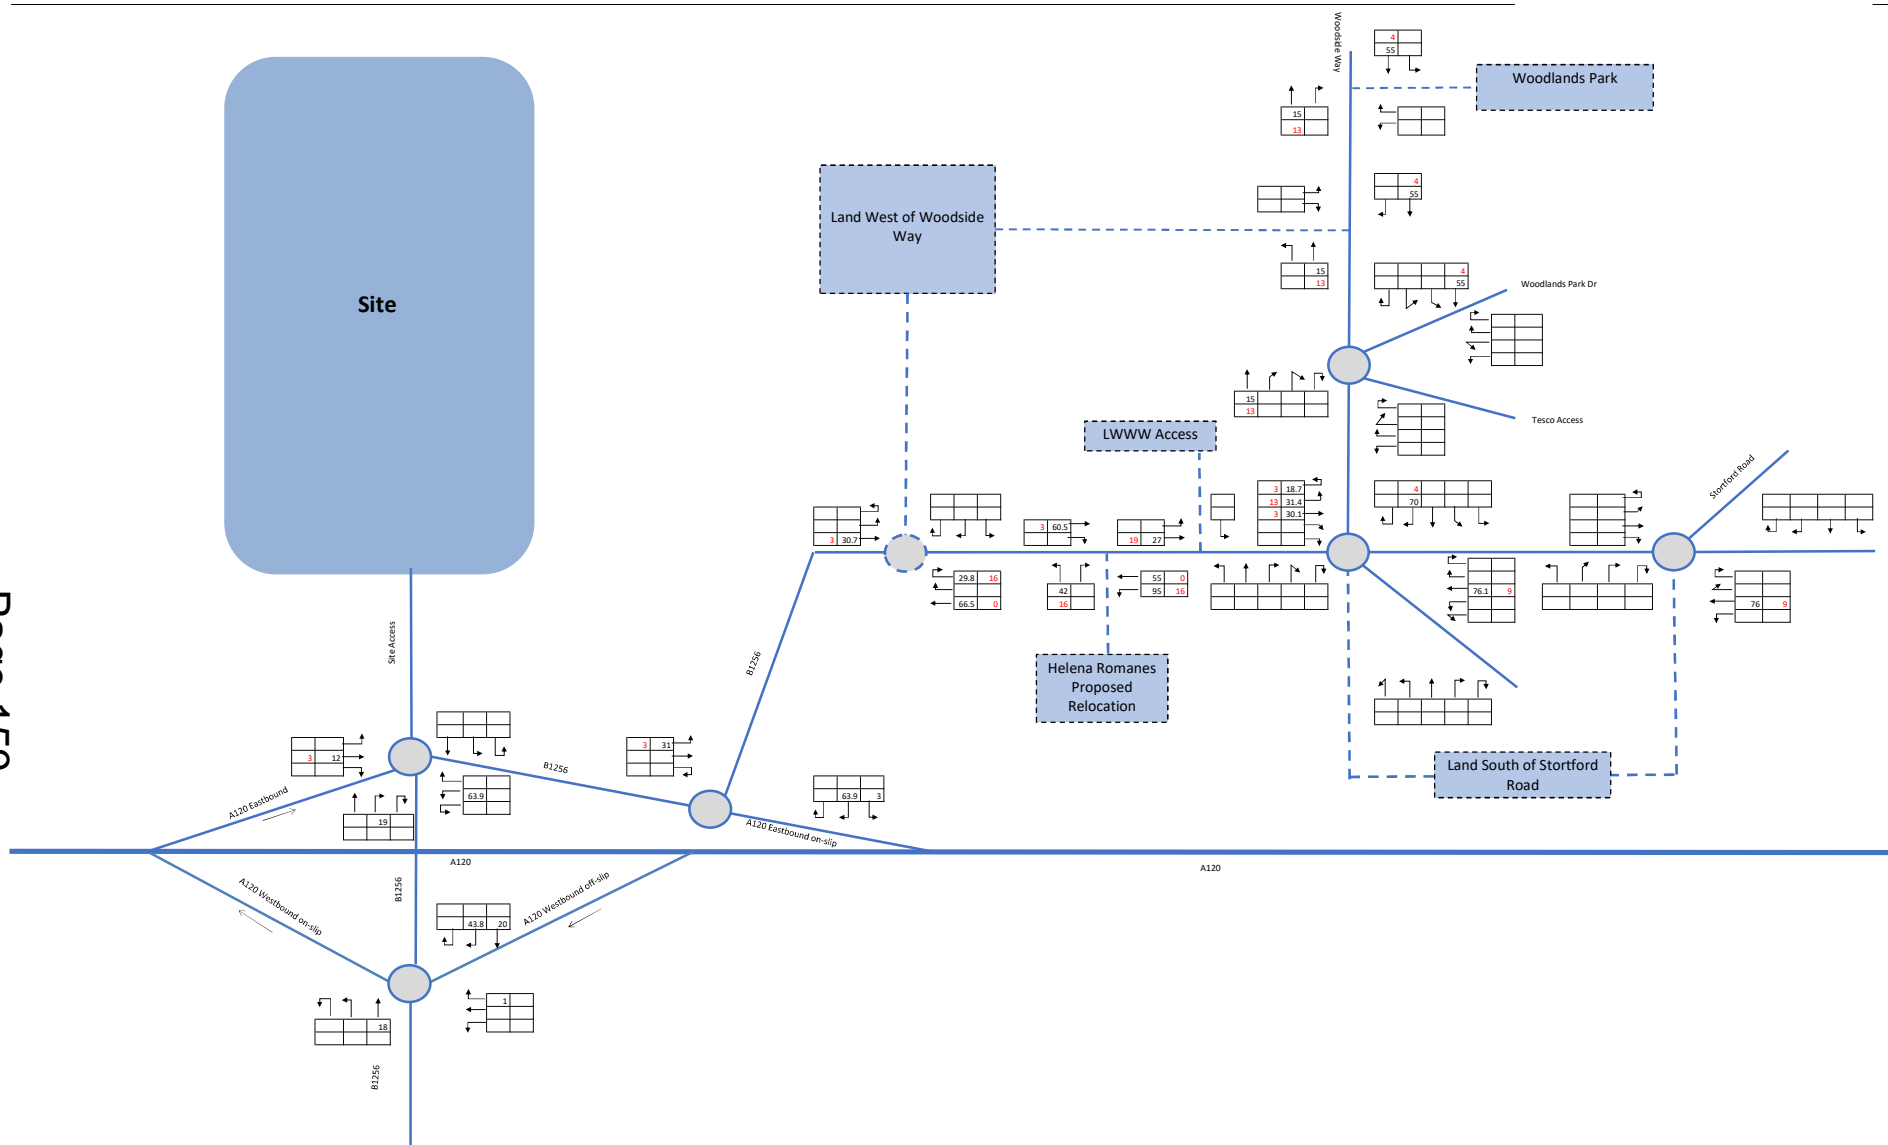 Woodside Way
4
55
Woodlands Park
15
13
4
55
Land West of Woodside
Way
15
13
4
55
Woodlands Park Dr
Site
15
13
Tesco Access
LWWW Access
Stortford Road
3 18.7
13 31.4
3 30.1
4
70
3 30.7
3 60.5
19 27
29.8 16
66.5 0
42
16
55 0
95 16
76.1 9
76 9
Site Access
B1256
Helena Romanes
Proposed
Relocation
3 12
3 31
B1256
63.9
63.9 3
Land South of Stortford
Road
A120 Eastbound
19
A120 Eastbound on-slip
A120
A120
B1256
A120 Westbound on-slip
A120 Westbound off-slip
43.8 20
1
18
B1256